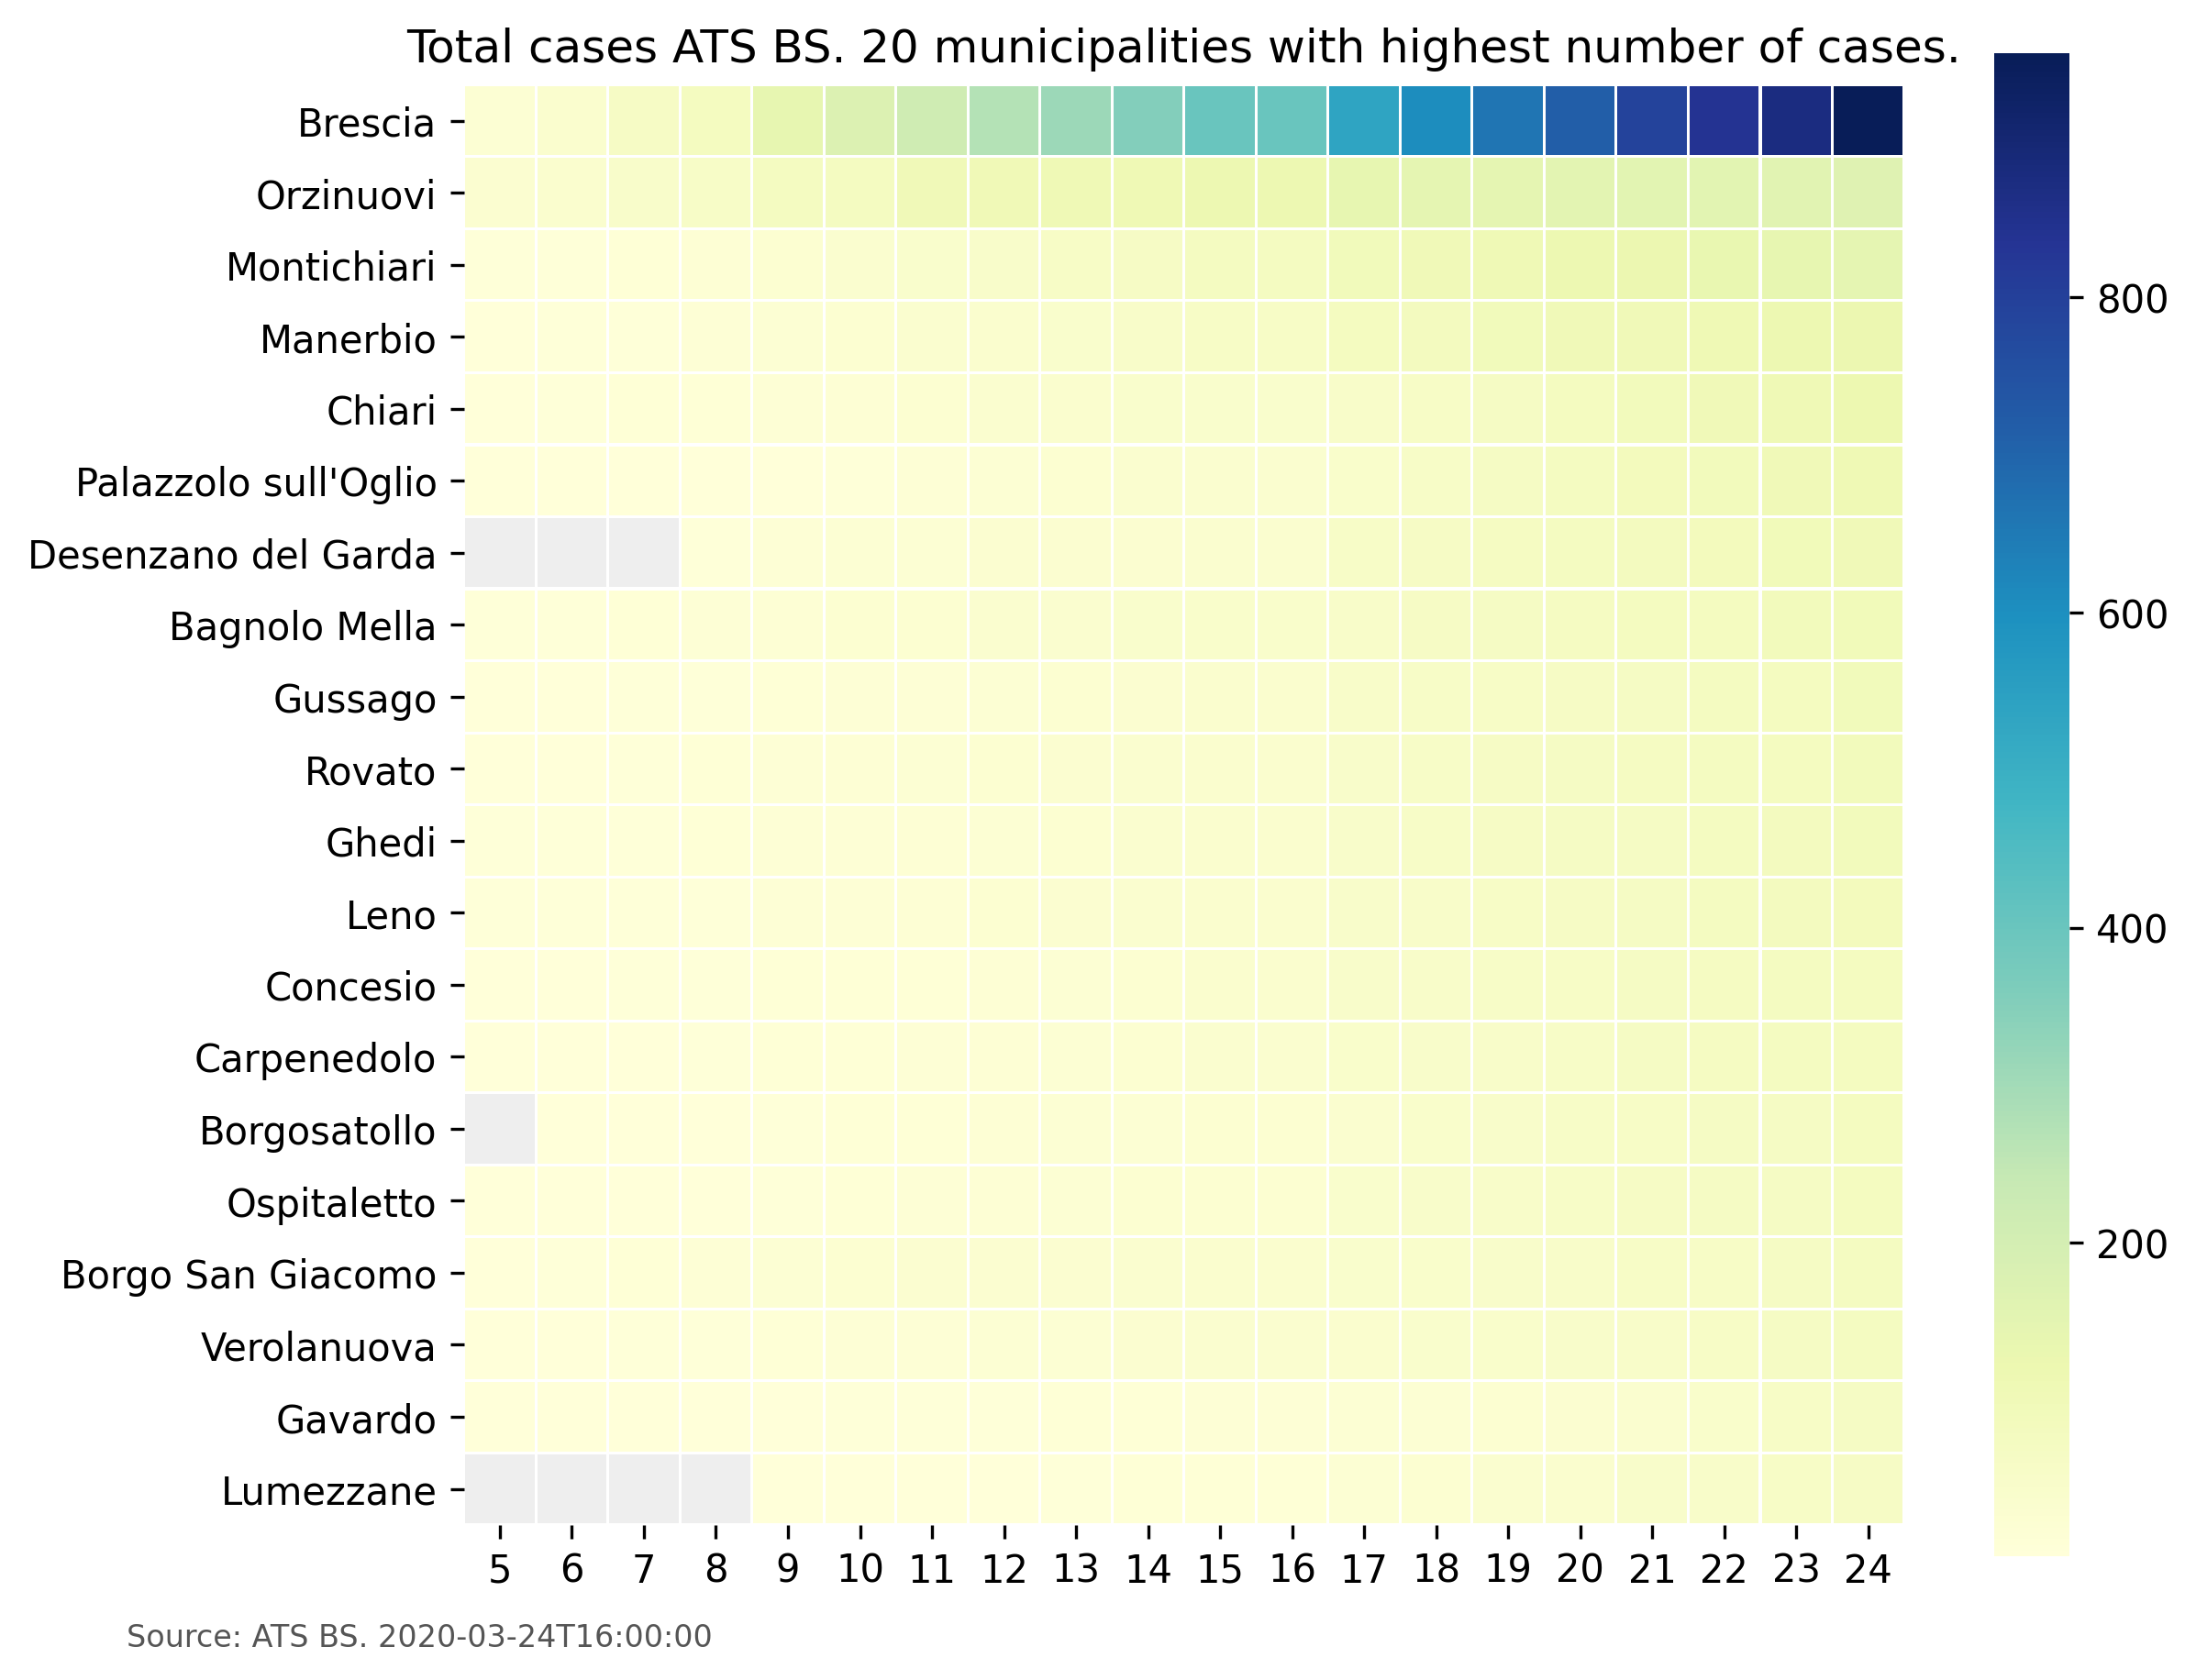 Total cases ATS BS. 20 municipalities with highest number of cases.
Brescia
Orzinuovi
Montichiari
Manerbio
Chiari
Palazzolo sull'Oglio
Desenzano del Garda
Bagnolo Mella
Gussago
Rovato
Ghedi
Leno
Concesio
Carpenedolo
Borgosatollo
Ospitaletto
Borgo San Giacomo
Verolanuova
Gavardo
Lumezzane
5 6 7 8 9 10 11 12 13 14 15 16 17 18 19 20 21 22 23 24
800
600
400
200
Source: ATS BS. 2020-03-24T16:00:00